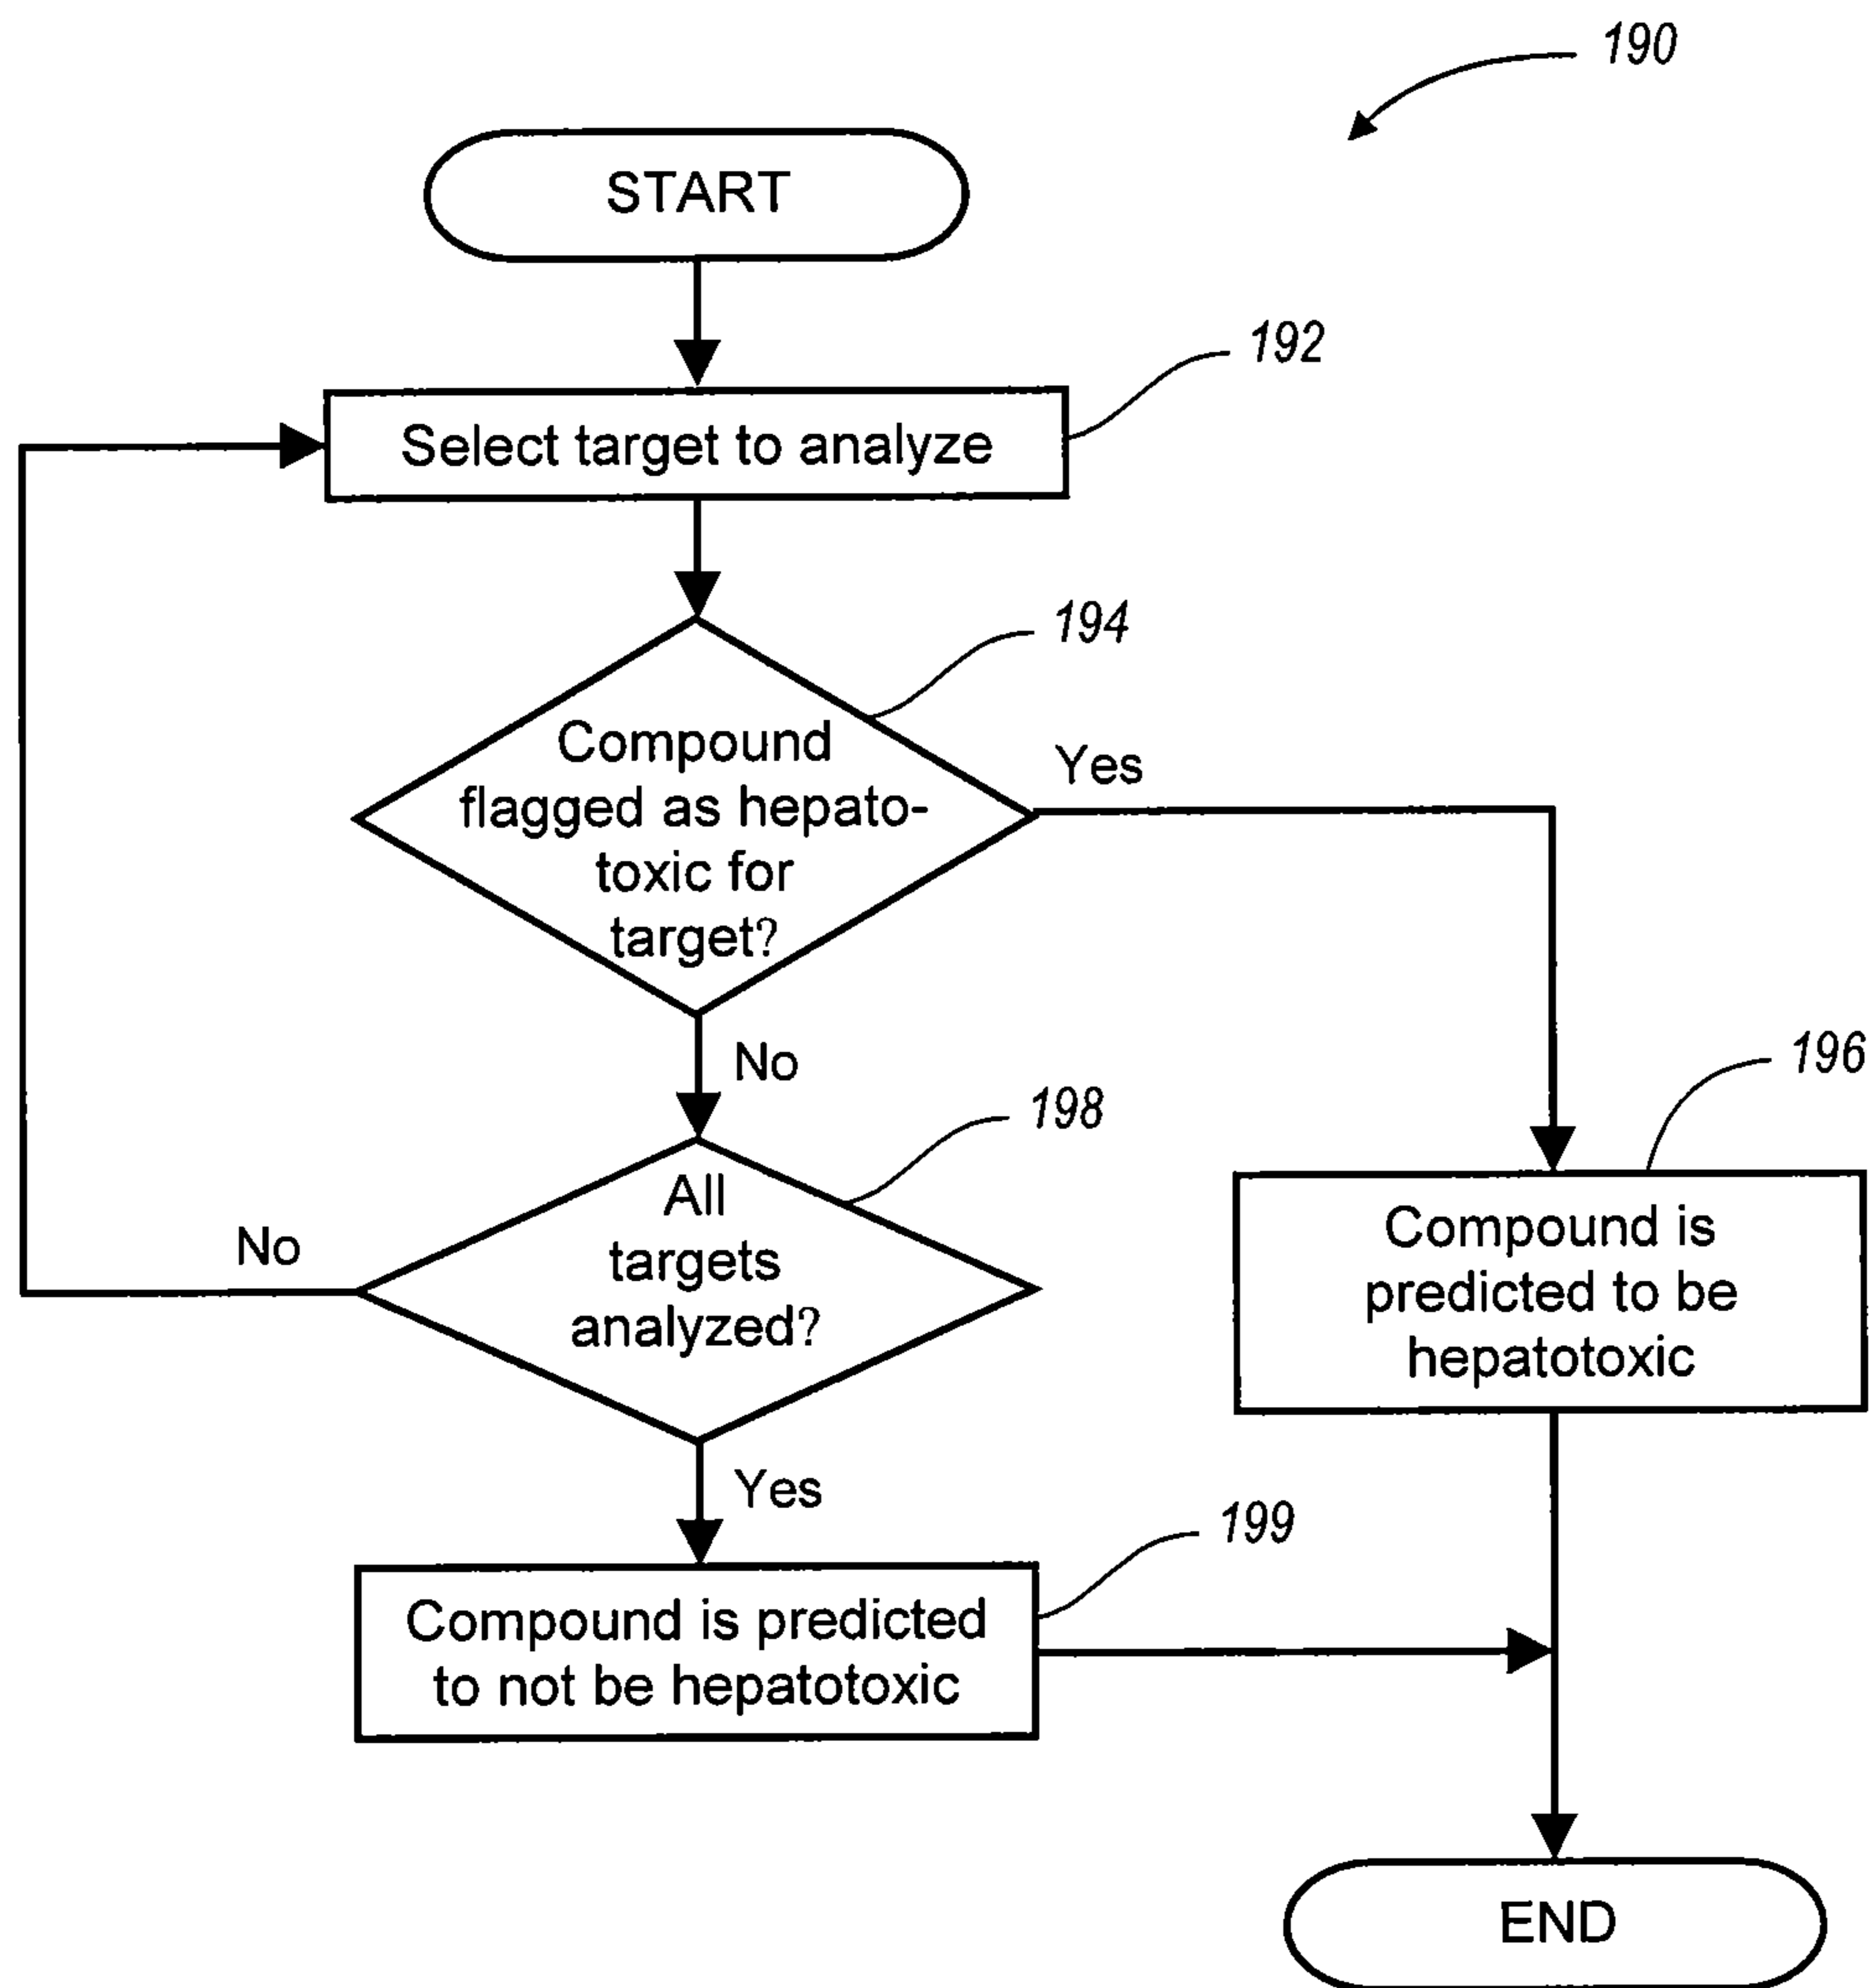 190
START
192
Select target to analyze
194
Compound
flagged as hepato-
toxic for
target?
Yes
No
196
198
All
targets
analyzed?
No
Compound is
predicted to be
hepatotoxic
Yes
199
Compound is predicted
to not be hepatotoxic
END